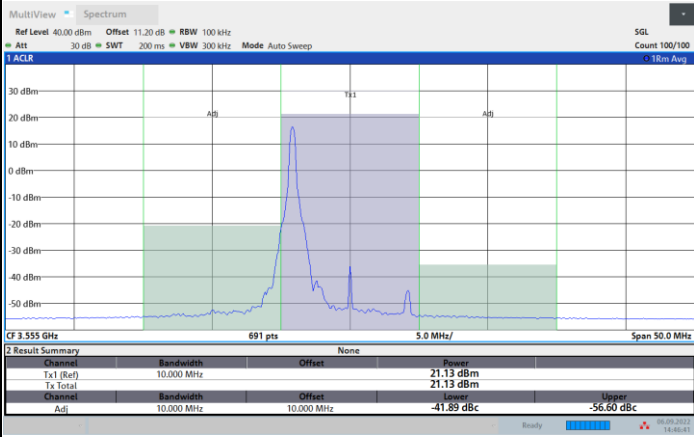 MultiView Spectrum
Ref Level 40.00 dBm Offset 11.20 dB RBW 100 kHz SGL
Att 30 dB SWT 200 ms VBW 300 kHz Mode Auto Sweep Count 100/100
1 ACLR 1Rm Avg
30 dBm
Tx1
20 dBm
Adj Adj
10 dBm
0 dBm
-10 dBm
-20 dBm
-30 dBm
-40 dBm
-50 dBm
CF 3.555 GHz 691 pts 5.0 MHz/ Span 50.0 MHz
2 Result Summary None
Channel Bandwidth Offset Power
Tx1 (Ref) 10.000 MHz 21.13 dBm
Tx Total 21.13 dBm
Channel Bandwidth Offset Lower Upper
Adj 10.000 MHz 10.000 MHz -41.89 dBc -56.60 dBc
Ready
14:46:41